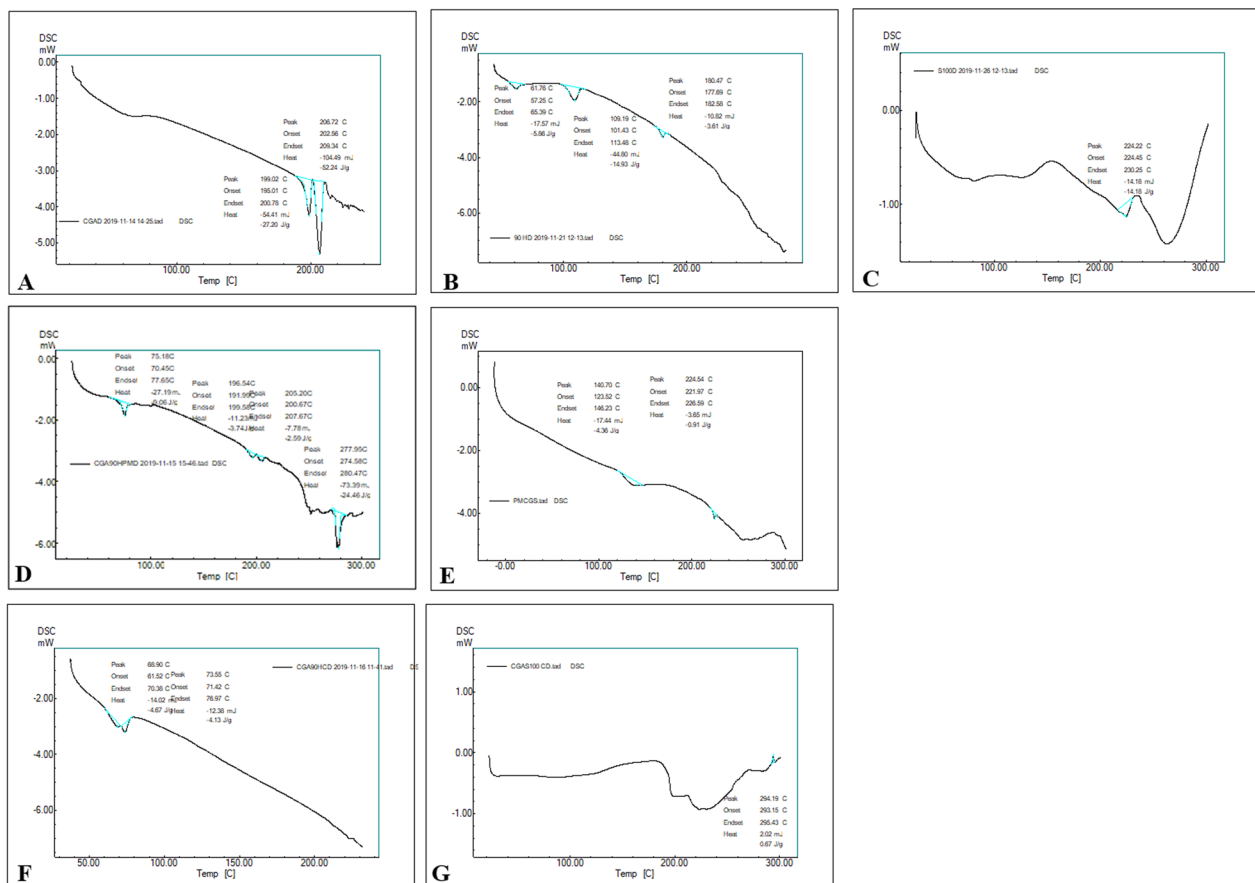 DSC
mW
0.00
-1.00
-2.00
-3.00
-4.00
-5.00
Peak 206.72 C
Onset 202.56 C
Endset 209.34 C
Heat -104.49 mJ
-52.24 J/g
Peak 199.02 C
Onset 195.01 C
Endset 200.78 C
Heat -54.41 mJ
-27.20 J/g
CGAD 2019-11-14 14-25.tad DSC
100.00 200.00
Temp [C]
A
DSC
mW
-2.00
-4.00
-6.00
Peak 61.76 C
Onset 57.25 C
Endset 65.39 C
Heat -17.57 mJ
-5.86 J/g
Peak 109.19 C
Onset 101.43 C
Endset 113.48 C
Heat -44.80 mJ
-14.93 J/g
Peak 180.47 C
Onset 177.69 C
Endset 182.58 C
Heat -10.82 mJ
-3.61 J/g
90 HD 2019-11-21 12-13.tad DSC
100.00 200.00
Temp [C]
B
DSC
mW
0.00
-1.00
S100D 2019-11-26 12-13.tad DSC
Peak 224.22 C
Onset 224.45 C
Endset 230.25 C
Heat -14.18 mJ
-14.18 J/g
100.00 200.00 300.00
Temp [C]
C
DSC
mW
0.00
-2.00
-4.00
-6.00
Peak 75.18C
Onset 70.45C
Endset 77.65C
Heat -27.19
J/g
Peak 196.54C
Onset 191.99C
Endset 199.58C
Heat -11.23
-3.74J/g
205.20C
200.67C
207.67C
-7.78 m
-2.59J/g
Peak 277.95C
Onset 274.58C
Endset 280.47C
Heat -73.39m
-24.46J/g
CGA90HPMD 2019-11-15 15-46.tad DSC
100.00 200.00 300.00
Temp [C]
D
DSC
mW
0.00
-2.00
-4.00
Peak 140.70 C
Onset 123.52 C
Endset 146.23 C
Heat -17.44 mJ
-4.36 J/g
Peak 224.54 C
Onset 221.97 C
Endset 226.59 C
Heat -3.65 mJ
-0.91 J/g
PMCGS.tad DSC
-0.00 100.00 200.00 300.00
Temp [C]
E
DSC
mW
-2.00
-4.00
-6.00
Peak 68.90 C
Onset 61.52 C
Endset 70.38 C
Heat -14.02 m
-4.67 J/g
Peak 73.55 C
Onset 71.42 C
Endset 76.97 C
Heat -12.38 mJ
-4.13 J/g
CGA90HCD 2019-11-16 11-41.tad DS
50.00 100.00 150.00 200.00
Temp [C]
F
DSC
mW
1.00
0.00
-1.00
CGAS100 CD.tad DSC
Peak 294.19 C
Onset 293.15 C
Endset 295.43 C
Heat 2.02 mJ
0.67 J/g
100.00 200.00 300.00
Temp [C]
G